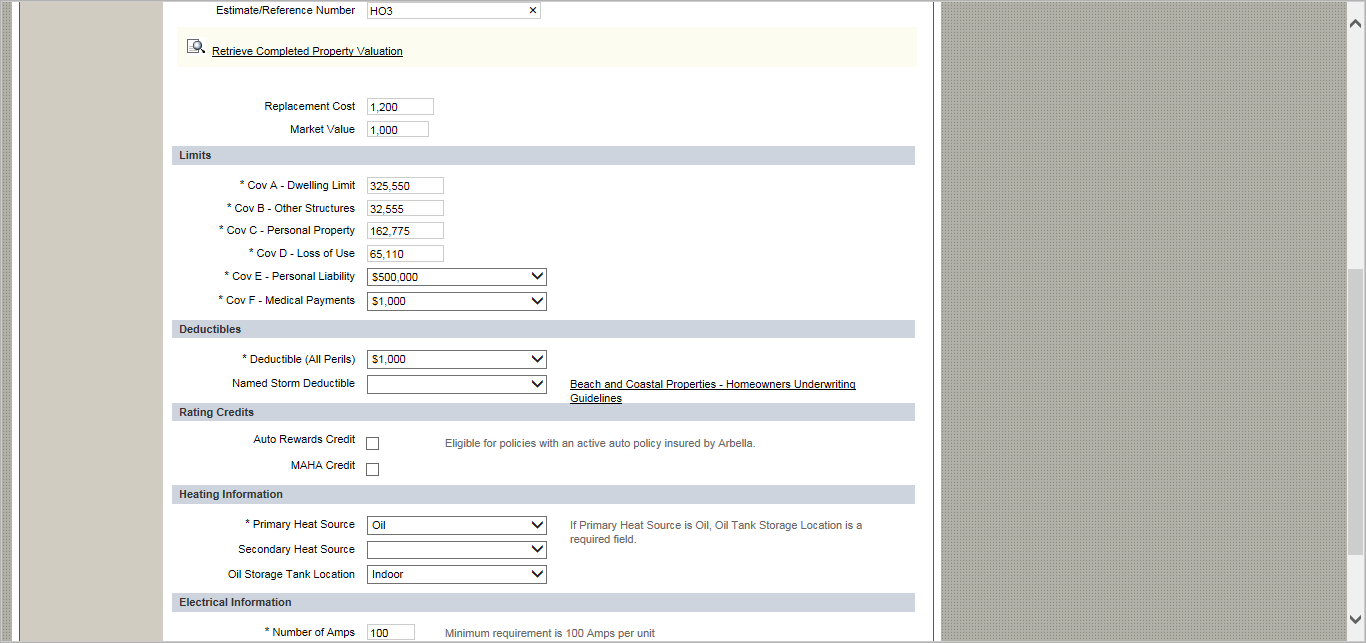 Estimate/Reference Number HO3 ×
Retrieve Completed Property Valuation
Replacement Cost 1,200
Market Value 1,000
Limits
* Cov A - Dwelling Limit 325,550
* Cov B - Other Structures 32,555
* Cov C - Personal Property 162,775
* Cov D - Loss of Use 65,110
* Cov E - Personal Liability $500,000
* Cov F - Medical Payments $1,000
Deductibles
* Deductible (All Perils) $1,000
Named Storm Deductible Beach and Coastal Properties - Homeowners Underwriting
Guidelines
Rating Credits
Auto Rewards Credit Eligible for policies with an active auto policy insured by Arbella.
MAHA Credit
Heating Information
* Primary Heat Source Oil If Primary Heat Source is Oil, Oil Tank Storage Location is a
required field.
Secondary Heat Source
Oil Storage Tank Location Indoor
Electrical Information
* Number of Amps 100 Minimum requirement is 100 Amps per unit